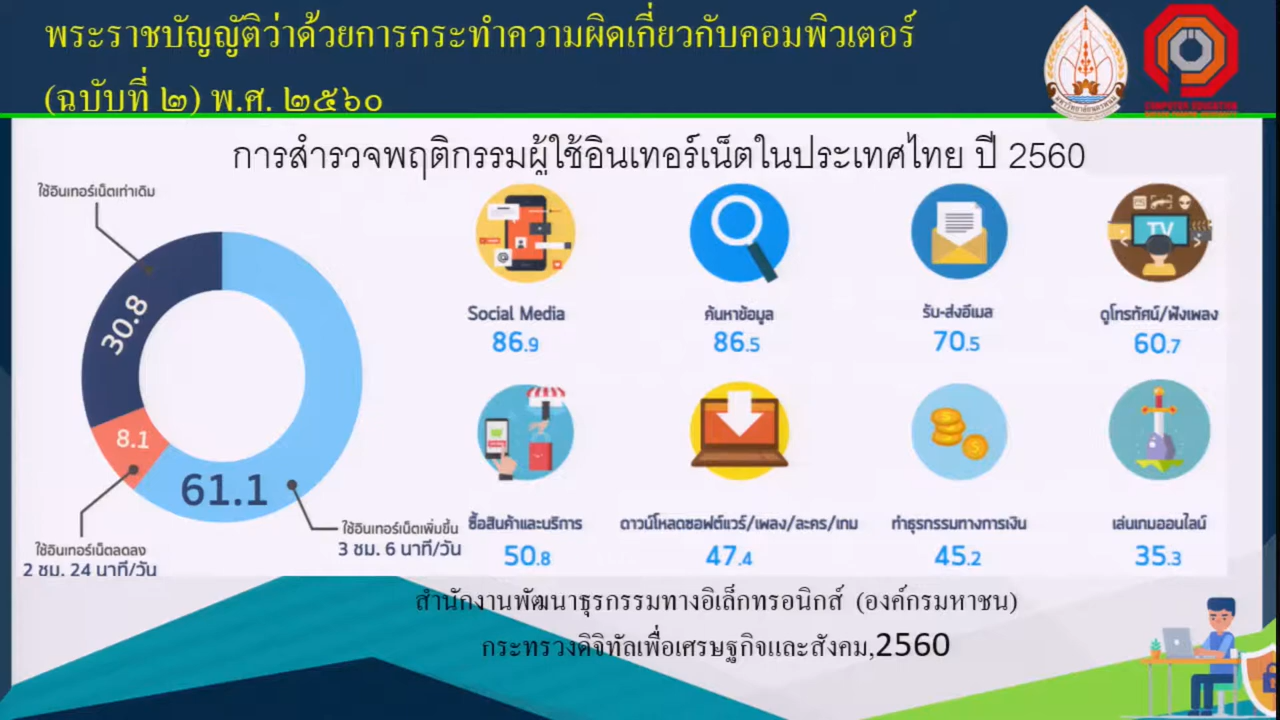 พระราชบัญญัติว่าด้วยการกระทำความผิดเกี่ยวกับคอมพิวเตอร์
(ฉบับที่ ๒) พ.ศ. ๒๕๖๐
การสำรวจพฤติกรรมผู้ใช้อินเทอร์เน็ตในประเทศไทย ปี 2560
ใช้อินเทอร์เน็ตเท่าเดิม
30.8
8.1
61.1
ใช้อินเทอร์เน็ตลดลง
2 ชม. 24 นาที/วัน
ใช้อินเทอร์เน็ตเพิ่มขึ้น
3 ชม. 6 นาที/วัน
TV
Social Media
86.9
ค้นหาข้อมูล
86.5
รับ-ส่งอีเมล
70.5
ดูโทรทัศน์/ฟังเพลง
60.7
ซื้อสินค้าและบริการ
50.8
ดาวน์โหลดซอฟต์แวร์/เพลง/ละคร/เกม
47.4
ทำธุรกรรมทางการเงิน
45.2
เล่นเกมออนไลน์
35.3
สำนักงานพัฒนาธุรกรรมทางอิเล็กทรอนิกส์ (องค์กรมหาชน)
กระทรวงดิจิทัลเพื่อเศรษฐกิจและสังคม,2560